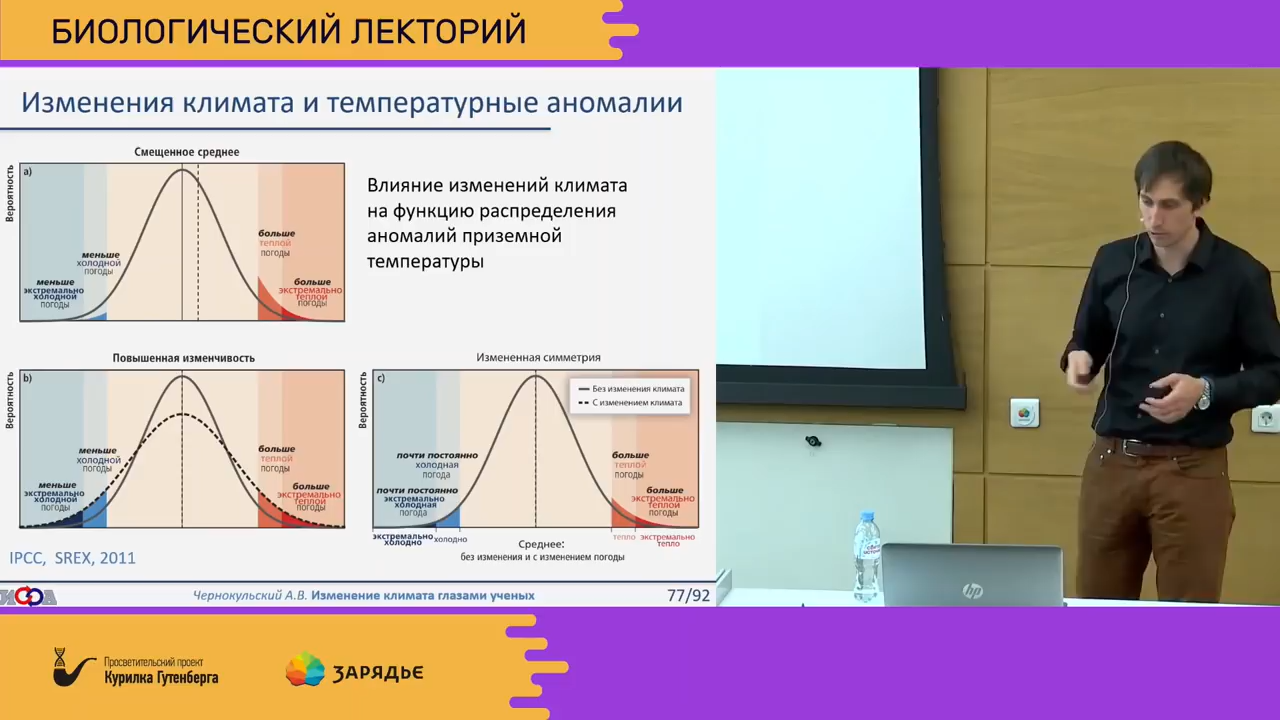 БИОЛОГИЧЕСКИЙ ЛЕКТОРИЙ
Изменения климата и температурные аномалии
Смещенное среднее
Вероятность
a)
меньше
холодной
погоды
меньше
экстремально
холодной
погоды
больше
теплой
погоды
больше
экстремально
теплой
погоды
Влияние изменений климата
на функцию распределения
аномалий приземной
температуры
Повышенная изменчивость
Вероятность
b)
меньше
холодной
погоды
меньше
экстремально
холодной
погоды
больше
теплой
погоды
больше
экстремально
теплой
погоды
Измененная симметрия
Вероятность
c)
Без изменения климата
С изменением климата
почти постоянно
холодная
погода
почти постоянно
экстремально
холодная
погода
больше
теплой
погоды
больше
экстремально
теплой
погоды
экстремально
холодно
холодно
Среднее:
без изменения и с изменением погоды
тепло
экстремально
тепло
IPCC, SREX, 2011
ИФА
Чернокульский А.В. Изменение климата глазами ученых
77/92
hp
Просветительский проект
Курилка Гутенберга
ЗАРЯДЬЕ